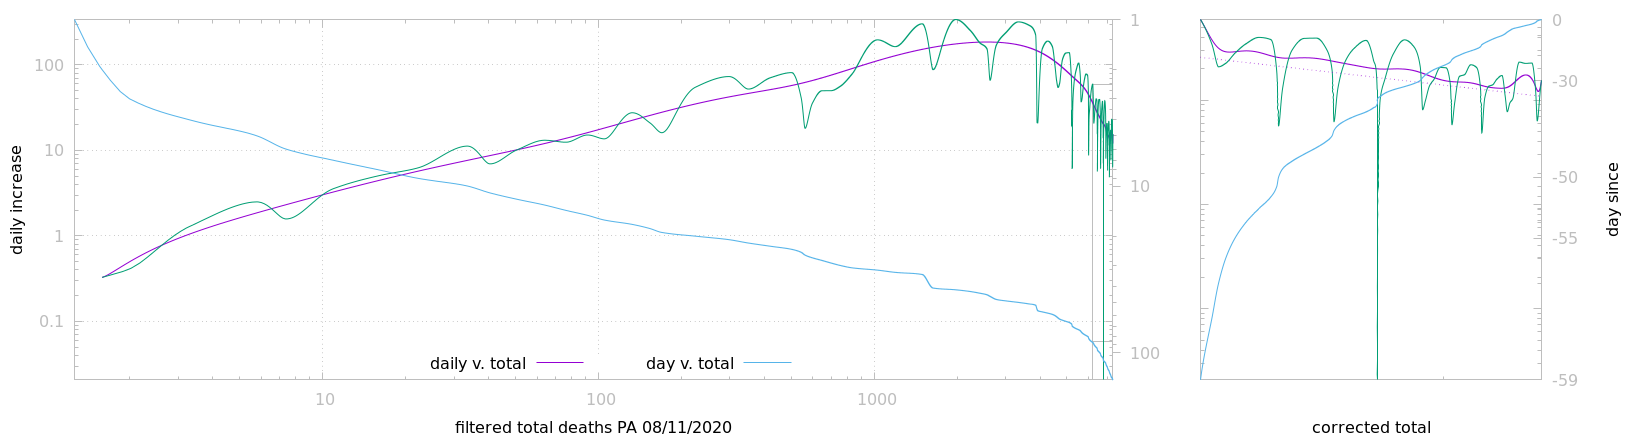 daily increase
100
10
1
0.1
daily v. total
day v. total
10
100
1000
filtered total deaths PA 08/11/2020
1
10
100
0
-30
-50
-55
-59
day since
corrected total